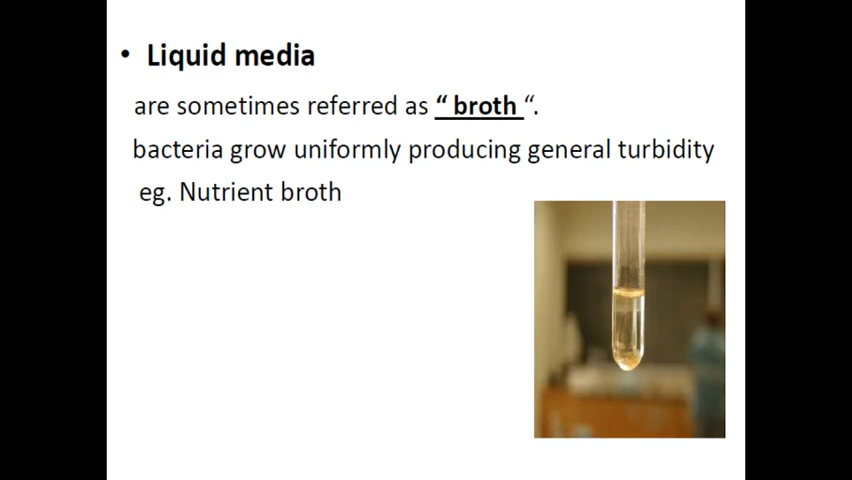 • Liquid media
are sometimes referred as “ broth “.
bacteria grow uniformly producing general turbidity
eg. Nutrient broth